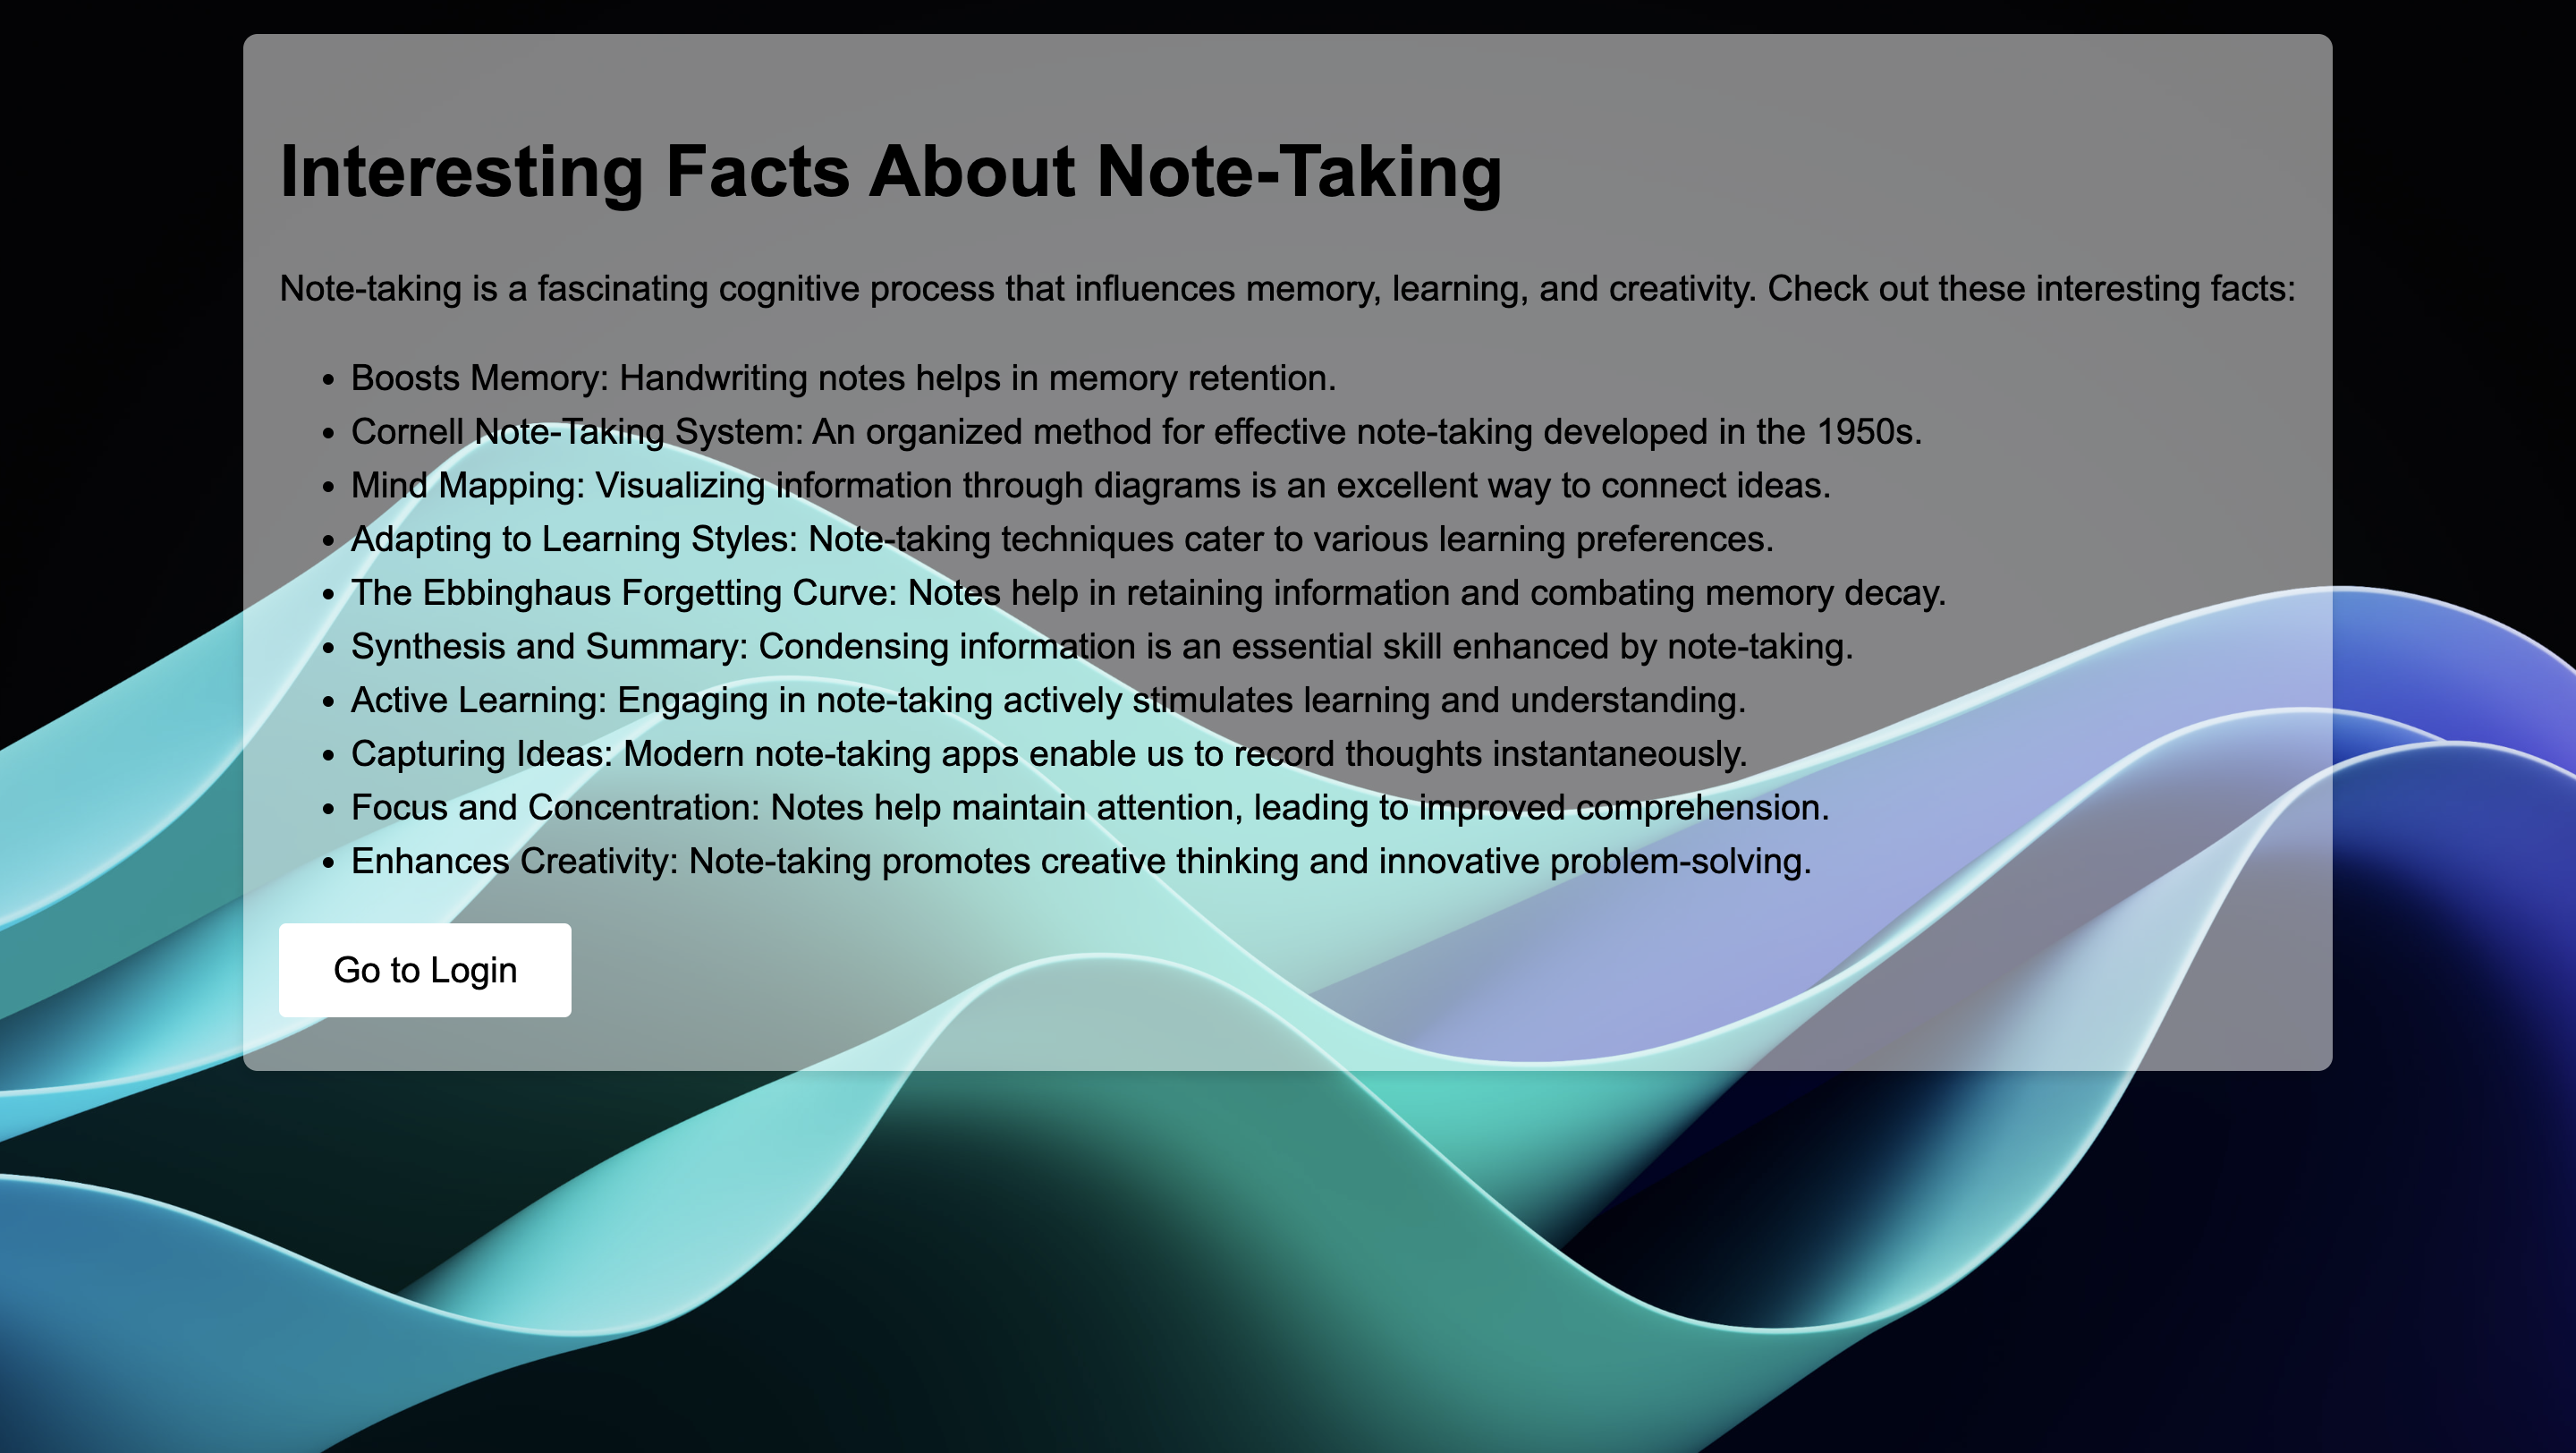 Interesting Facts About Note-Taking
Note-taking is a fascinating cognitive process that influences memory, learning, and creativity. Check out these interesting facts:
• Boosts Memory: Handwriting notes helps in memory retention.
• Cornell Note-Taking System: An organized method for effective note-taking developed in the 1950s.
• Mind Mapping: Visualizing information through diagrams is an excellent way to connect ideas.
• Adapting to Learning Styles: Note-taking techniques cater to various learning preferences.
• The Ebbinghaus Forgetting Curve: Notes help in retaining information and combating memory decay.
• Synthesis and Summary: Condensing information is an essential skill enhanced by note-taking.
• Active Learning: Engaging in note-taking actively stimulates learning and understanding.
• Capturing Ideas: Modern note-taking apps enable us to record thoughts instantaneously.
• Focus and Concentration: Notes help maintain attention, leading to improved comprehension.
• Enhances Creativity: Note-taking promotes creative thinking and innovative problem-solving.
Go to Login